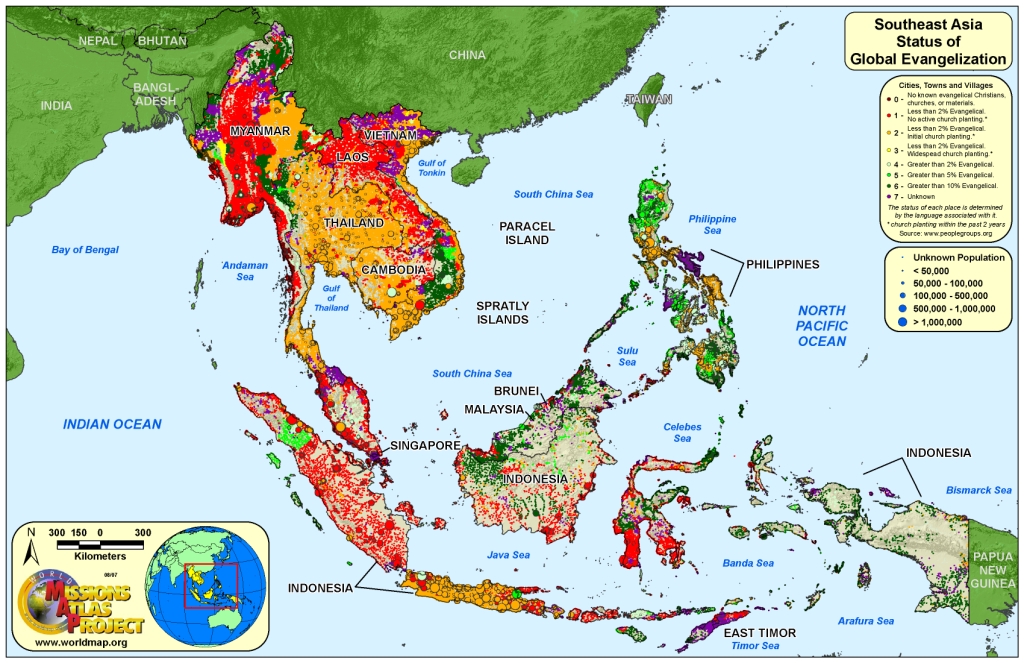 Southeast Asia
Status of
Global Evangelization
Cities, Towns and Villages
0 - No known evangelical Christians,
churches, or materials.
1 - Less than 2% Evangelical.
No active church planting.*
2 - Less than 2% Evangelical.
Initial church planting.*
3 - Less than 2% Evangelical.
Widespread church planting.*
4 - Greater than 2% Evangelical.
5 - Greater than 5% Evangelical.
6 - Greater than 10% Evangelical.
7 - Unknown
The status of each place is determined
by the language associated with it.
* church planting within the past 2 years
Source: www.peoplegroups.org
Unknown Population
< 50,000
50,000 - 100,000
100,000 - 500,000
500,000 - 1,000,000
> 1,000,000
NEPAL
BHUTAN
CHINA
INDIA
BANGL-
ADESH
TAIWAN
MYANMAR
VIETNAM
LAOS
Gulf of
Tonkin
South China Sea
Philippine
Sea
THAILAND
PARACEL
ISLAND
Bay of Bengal
Andaman
Sea
CAMBODIA
PHILIPPINES
Gulf
of
Thailand
SPRATLY
ISLANDS
NORTH
PACIFIC
OCEAN
Sulu
Sea
South China Sea
BRUNEI
MALAYSIA
INDIAN OCEAN
Celebes
Sea
SINGAPORE
INDONESIA
INDONESIA
Bismarck Sea
Java Sea
Banda Sea
PAPUA
NEW
GUINEA
INDONESIA
Arafura Sea
EAST TIMOR
Timor Sea
N
300 150 0 300
Kilometers
08/07
WORLD
MISSIONS
ATLAS
PROJECT
www.worldmap.org